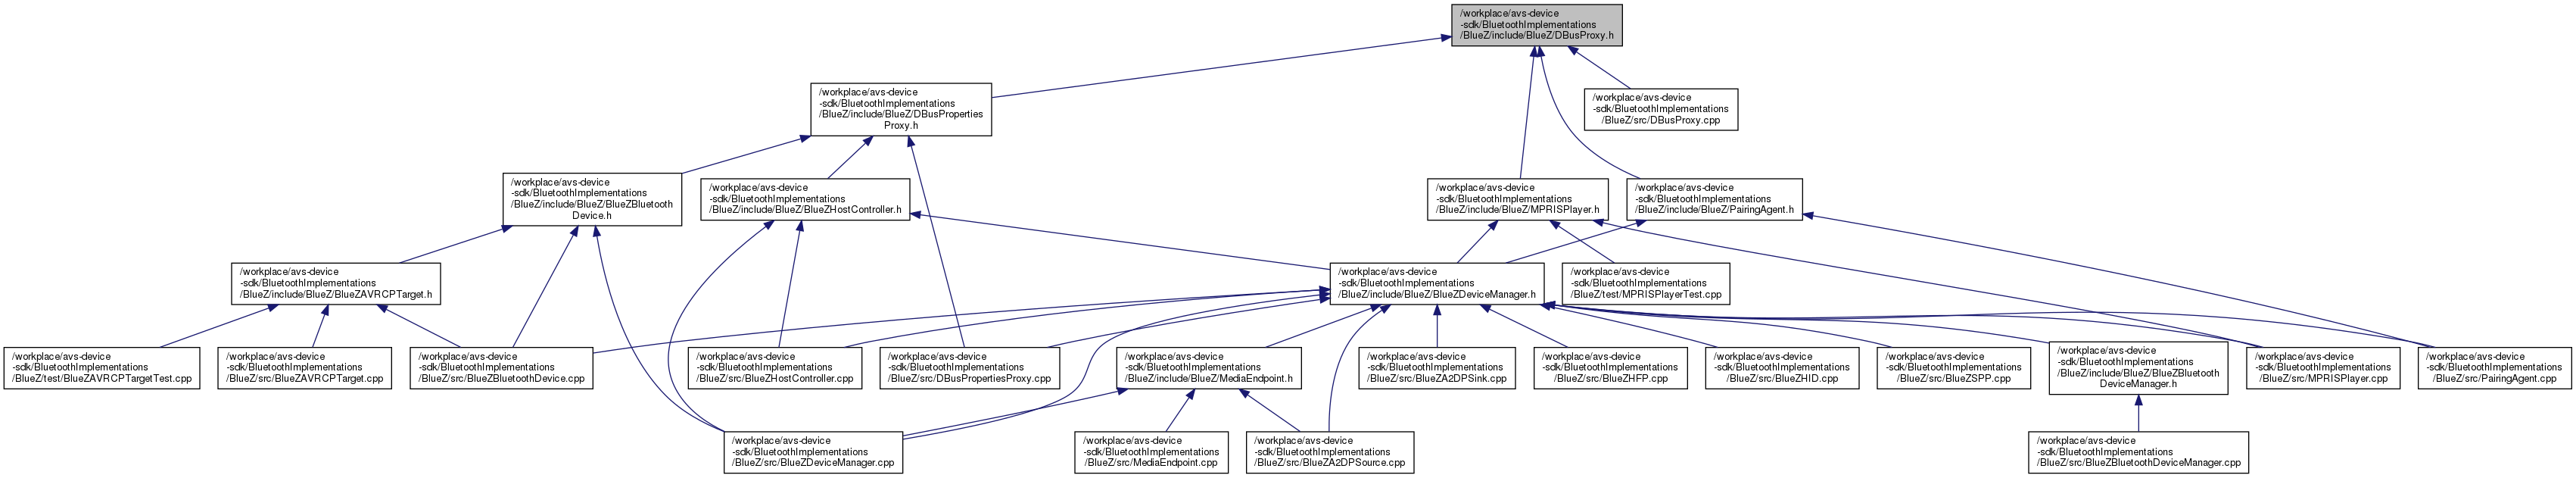 /workplace/avs-device
-sdk/BluetoothImplementations
/BlueZ/include/BlueZ/DBusProxy.h
/workplace/avs-device
-sdk/BluetoothImplementations
/BlueZ/include/BlueZ/DBusProperties
Proxy.h
/workplace/avs-device
-sdk/BluetoothImplementations
/BlueZ/src/DBusProxy.cpp
/workplace/avs-device
-sdk/BluetoothImplementations
/BlueZ/include/BlueZ/BlueZBluetooth
Device.h
/workplace/avs-device
-sdk/BluetoothImplementations
/BlueZ/include/BlueZ/BlueZHostController.h
/workplace/avs-device
-sdk/BluetoothImplementations
/BlueZ/include/BlueZ/MPRISPlayer.h
/workplace/avs-device
-sdk/BluetoothImplementations
/BlueZ/include/BlueZ/PairingAgent.h
/workplace/avs-device
-sdk/BluetoothImplementations
/BlueZ/include/BlueZ/BlueZAVRCPTarget.h
/workplace/avs-device
-sdk/BluetoothImplementations
/BlueZ/include/BlueZ/BlueZDeviceManager.h
/workplace/avs-device
-sdk/BluetoothImplementations
/BlueZ/test/MPRISPlayerTest.cpp
/workplace/avs-device
-sdk/BluetoothImplementations
/BlueZ/test/BlueZAVRCPTargetTest.cpp
/workplace/avs-device
-sdk/BluetoothImplementations
/BlueZ/src/BlueZAVRCPTarget.cpp
/workplace/avs-device
-sdk/BluetoothImplementations
/BlueZ/src/BlueZBluetoothDevice.cpp
/workplace/avs-device
-sdk/BluetoothImplementations
/BlueZ/src/BlueZHostController.cpp
/workplace/avs-device
-sdk/BluetoothImplementations
/BlueZ/src/DBusPropertiesProxy.cpp
/workplace/avs-device
-sdk/BluetoothImplementations
/BlueZ/include/BlueZ/MediaEndpoint.h
/workplace/avs-device
-sdk/BluetoothImplementations
/BlueZ/src/BlueZA2DPSink.cpp
/workplace/avs-device
-sdk/BluetoothImplementations
/BlueZ/src/BlueZHFP.cpp
/workplace/avs-device
-sdk/BluetoothImplementations
/BlueZ/src/BlueZHID.cpp
/workplace/avs-device
-sdk/BluetoothImplementations
/BlueZ/src/BlueZSPP.cpp
/workplace/avs-device
-sdk/BluetoothImplementations
/BlueZ/include/BlueZ/BlueZBluetooth
DeviceManager.h
/workplace/avs-device
-sdk/BluetoothImplementations
/BlueZ/src/MPRISPlayer.cpp
/workplace/avs-device
-sdk/BluetoothImplementations
/BlueZ/src/PairingAgent.cpp
/workplace/avs-device
-sdk/BluetoothImplementations
/BlueZ/src/BlueZDeviceManager.cpp
/workplace/avs-device
-sdk/BluetoothImplementations
/BlueZ/src/MediaEndpoint.cpp
/workplace/avs-device
-sdk/BluetoothImplementations
/BlueZ/src/BlueZA2DPSource.cpp
/workplace/avs-device
-sdk/BluetoothImplementations
/BlueZ/src/BlueZBluetoothDeviceManager.cpp